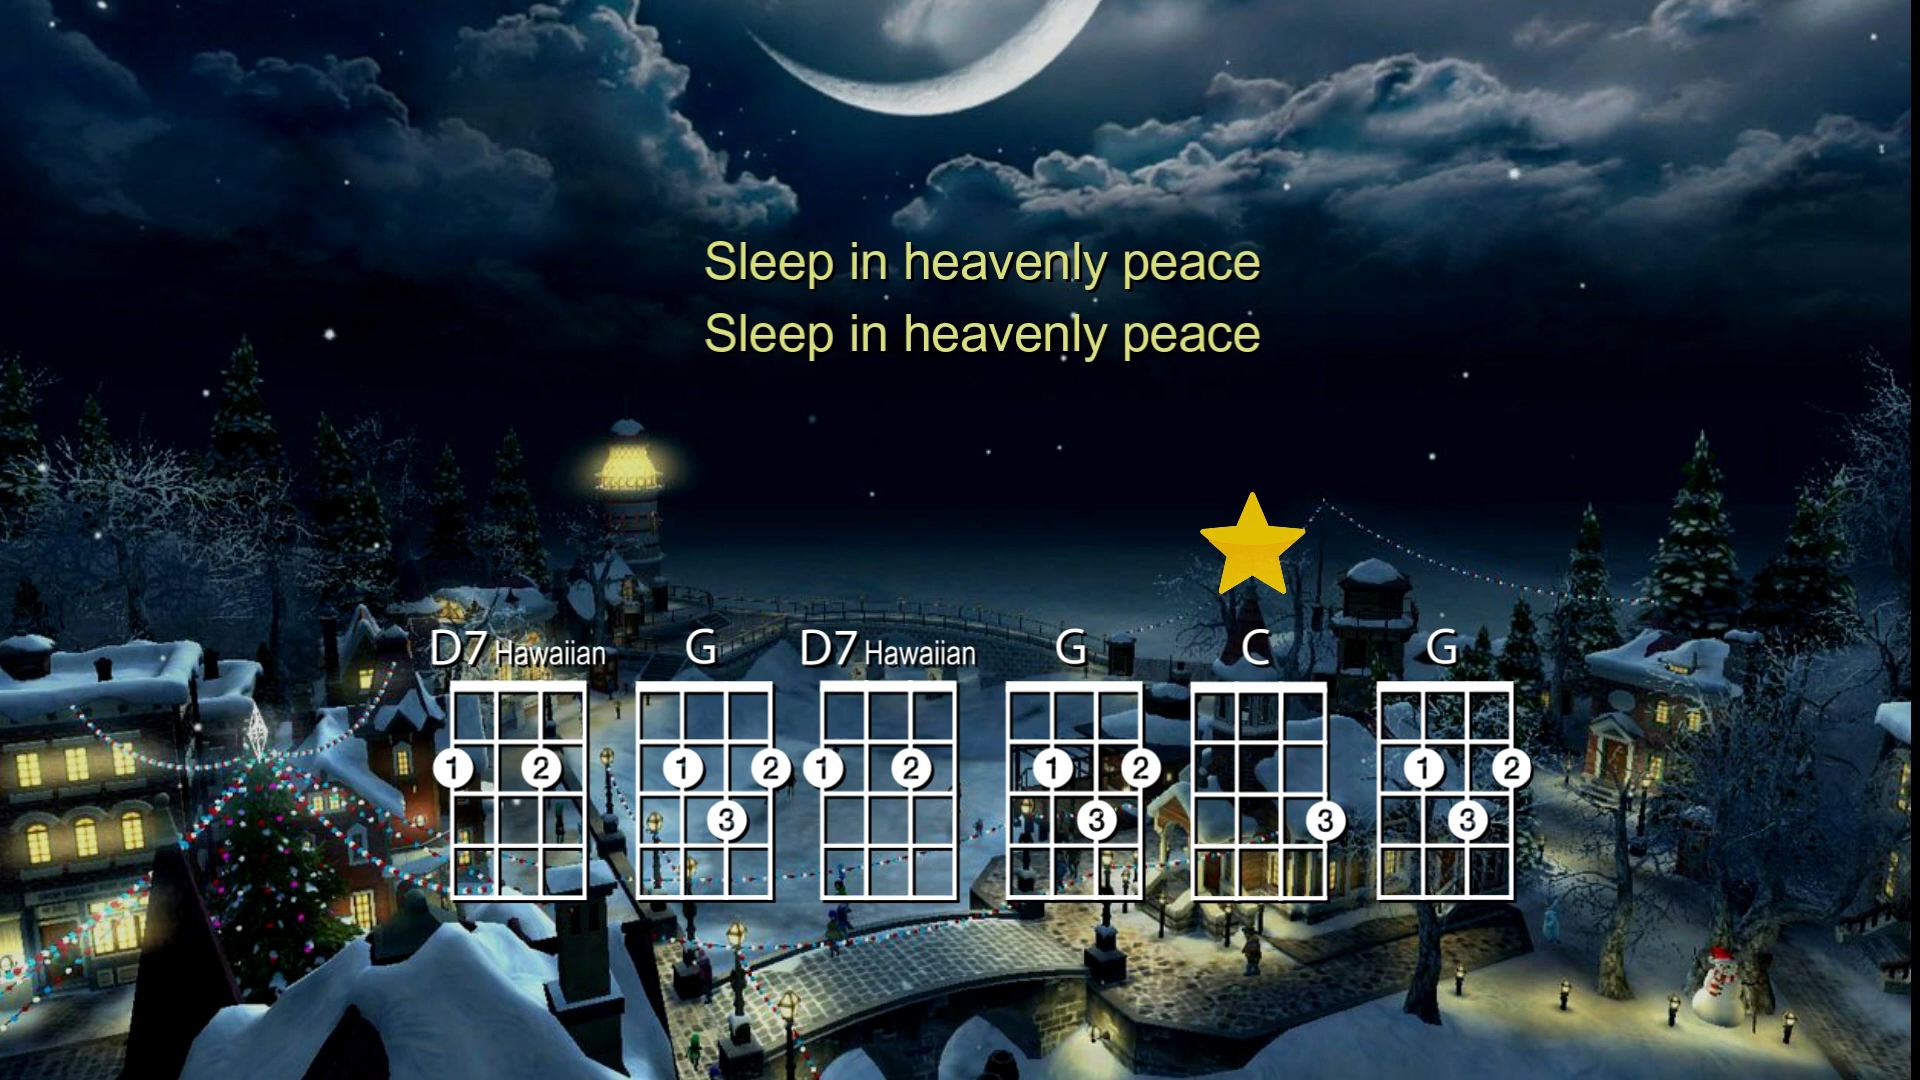 Sleep in heavenly peace
Sleep in heavenly peace
D7 Hawaiian G D7 Hawaiian G C G
1 2 1 2 1 2 1 2 1 2
3 3 3 3